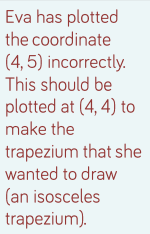 Eva has plotted
the coordinate
(4, 5) incorrectly.
This should be
plotted at (4, 4) to
make the
trapezium that she
wanted to draw
(an isosceles
trapezium).